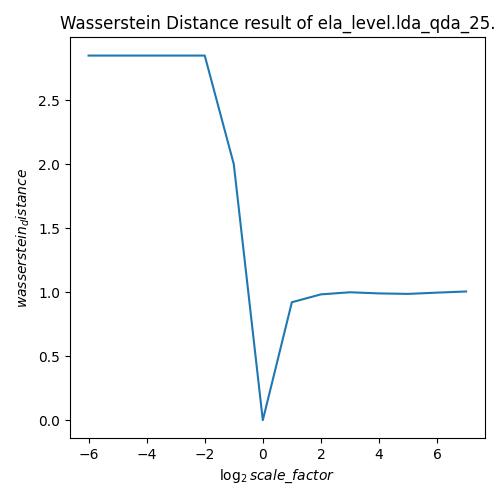 Wasserstein Distance result of ela_level.lda_qda_25.
2.5
2.0
1.5
1.0
0.5
0.0
wasserstein_distance
−6 −4 −2 0 2 4 6
log₂ scale_factor